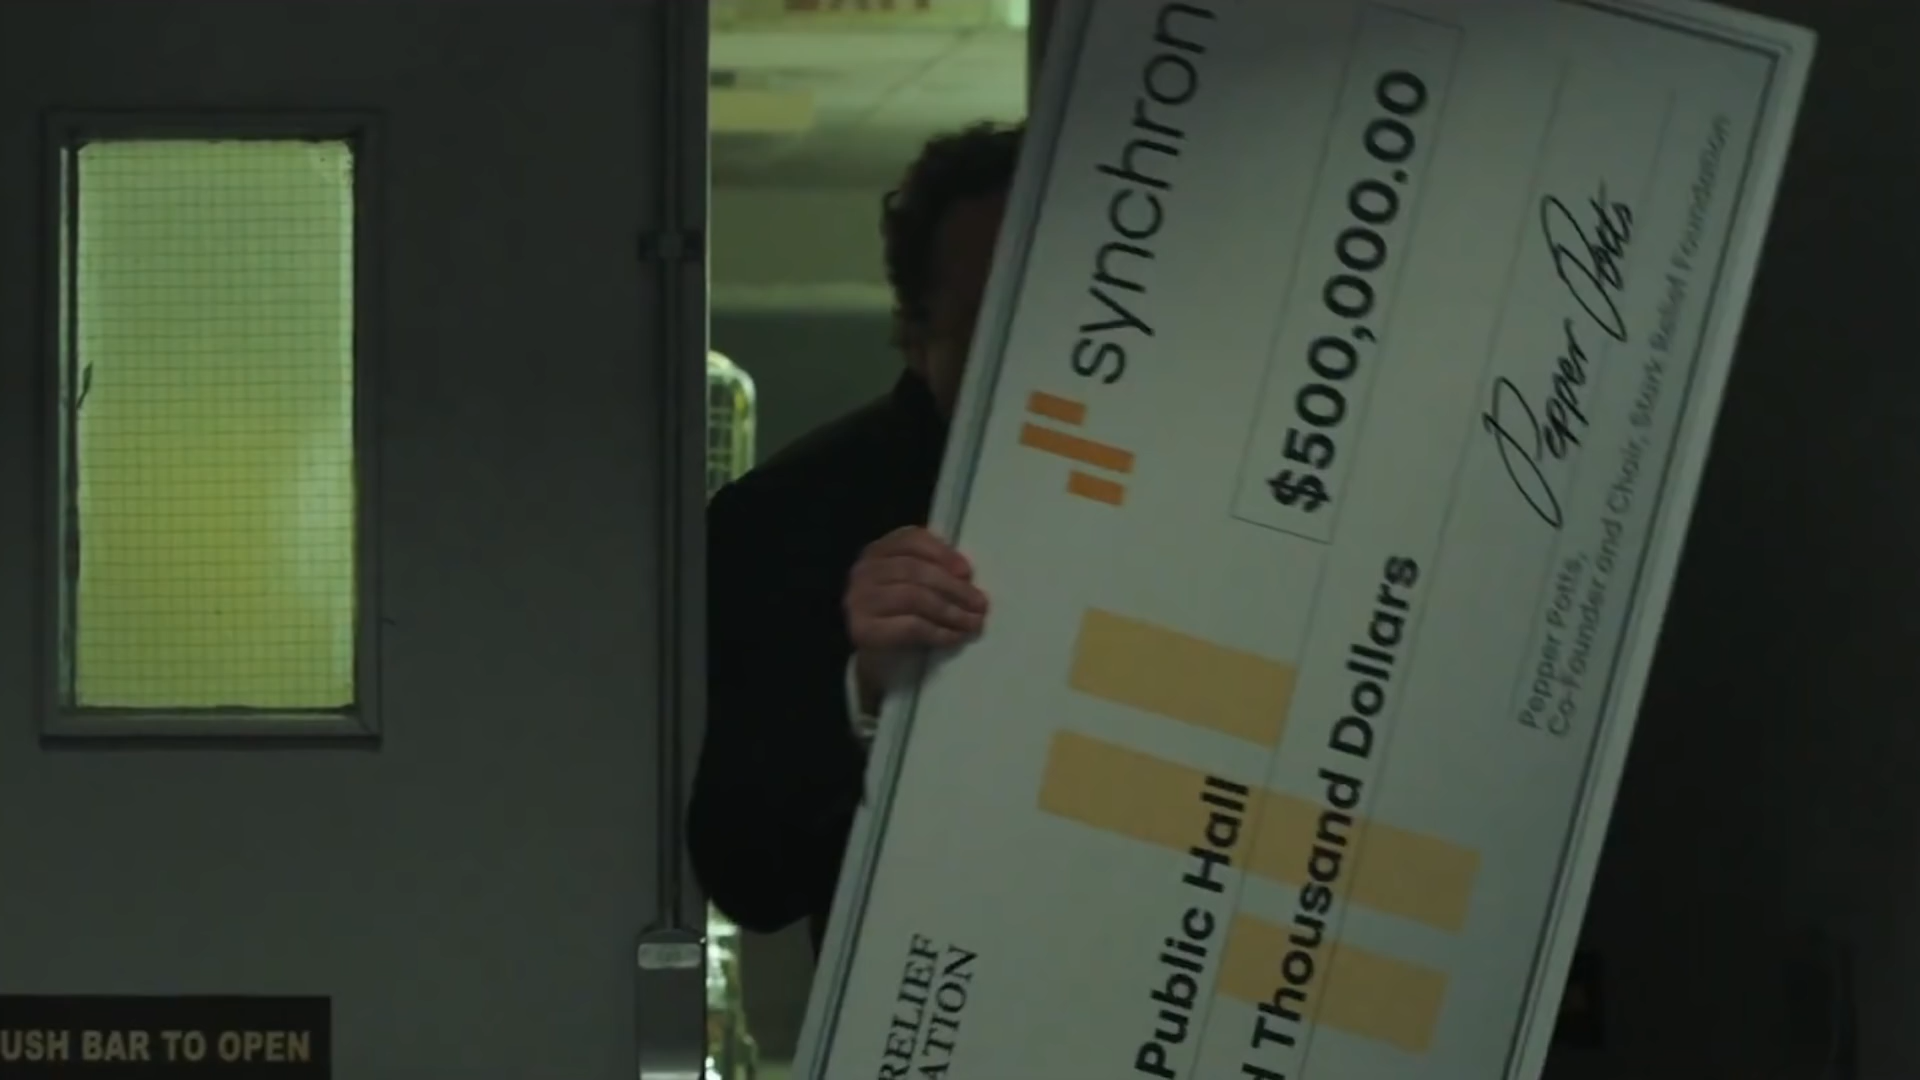 synchron
$500,000.00
Public Hall
Thousand Dollars
RELIEF
ATION
Pepper Potts
Pepper Potts,
Co-Founder and Chair, Stark Relief Foundation
USH BAR TO OPEN